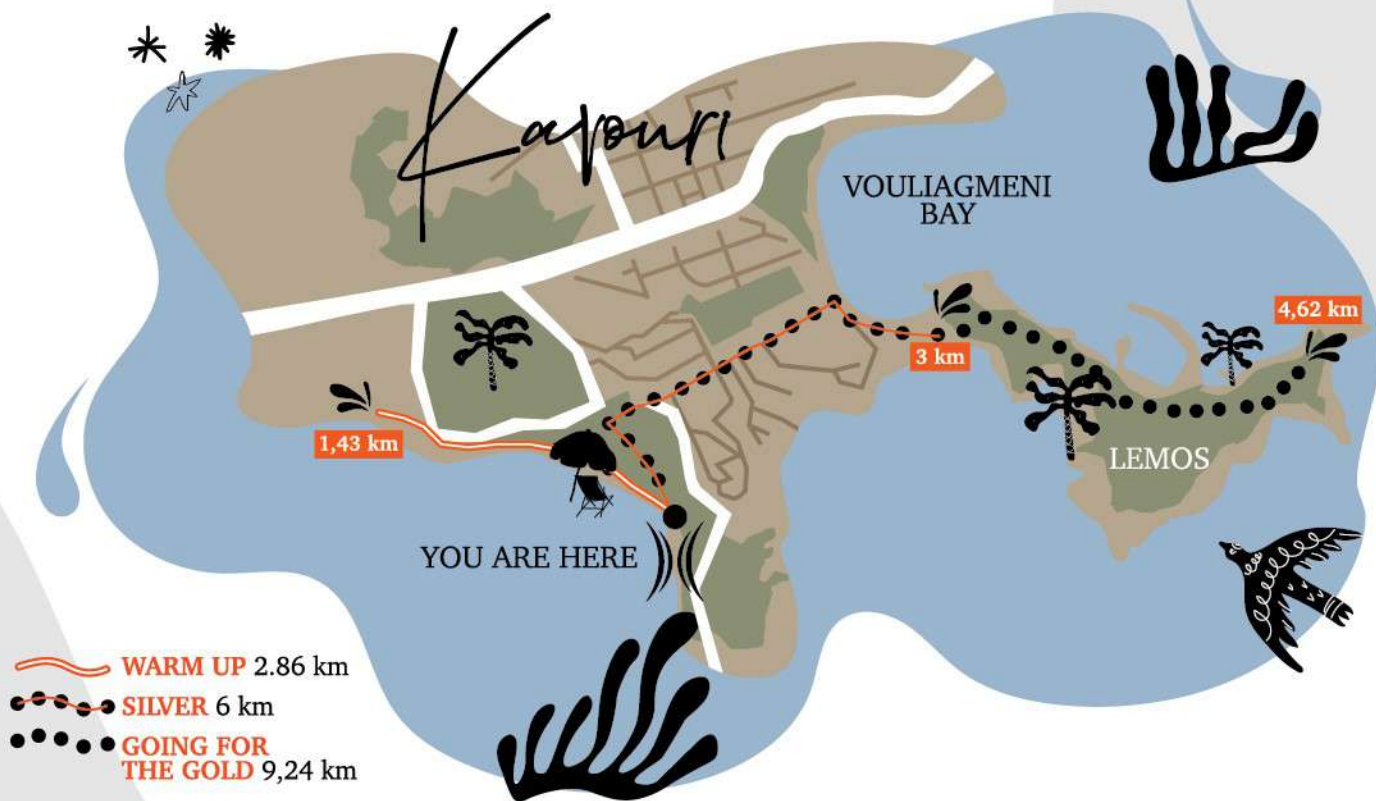 Kavouri
VOULIAGMENI
BAY
4,62 km
3 km
1,43 km
LEMOS
YOU ARE HERE
WARM UP 2.86 km
SILVER 6 km
GOING FOR
THE GOLD 9,24 km